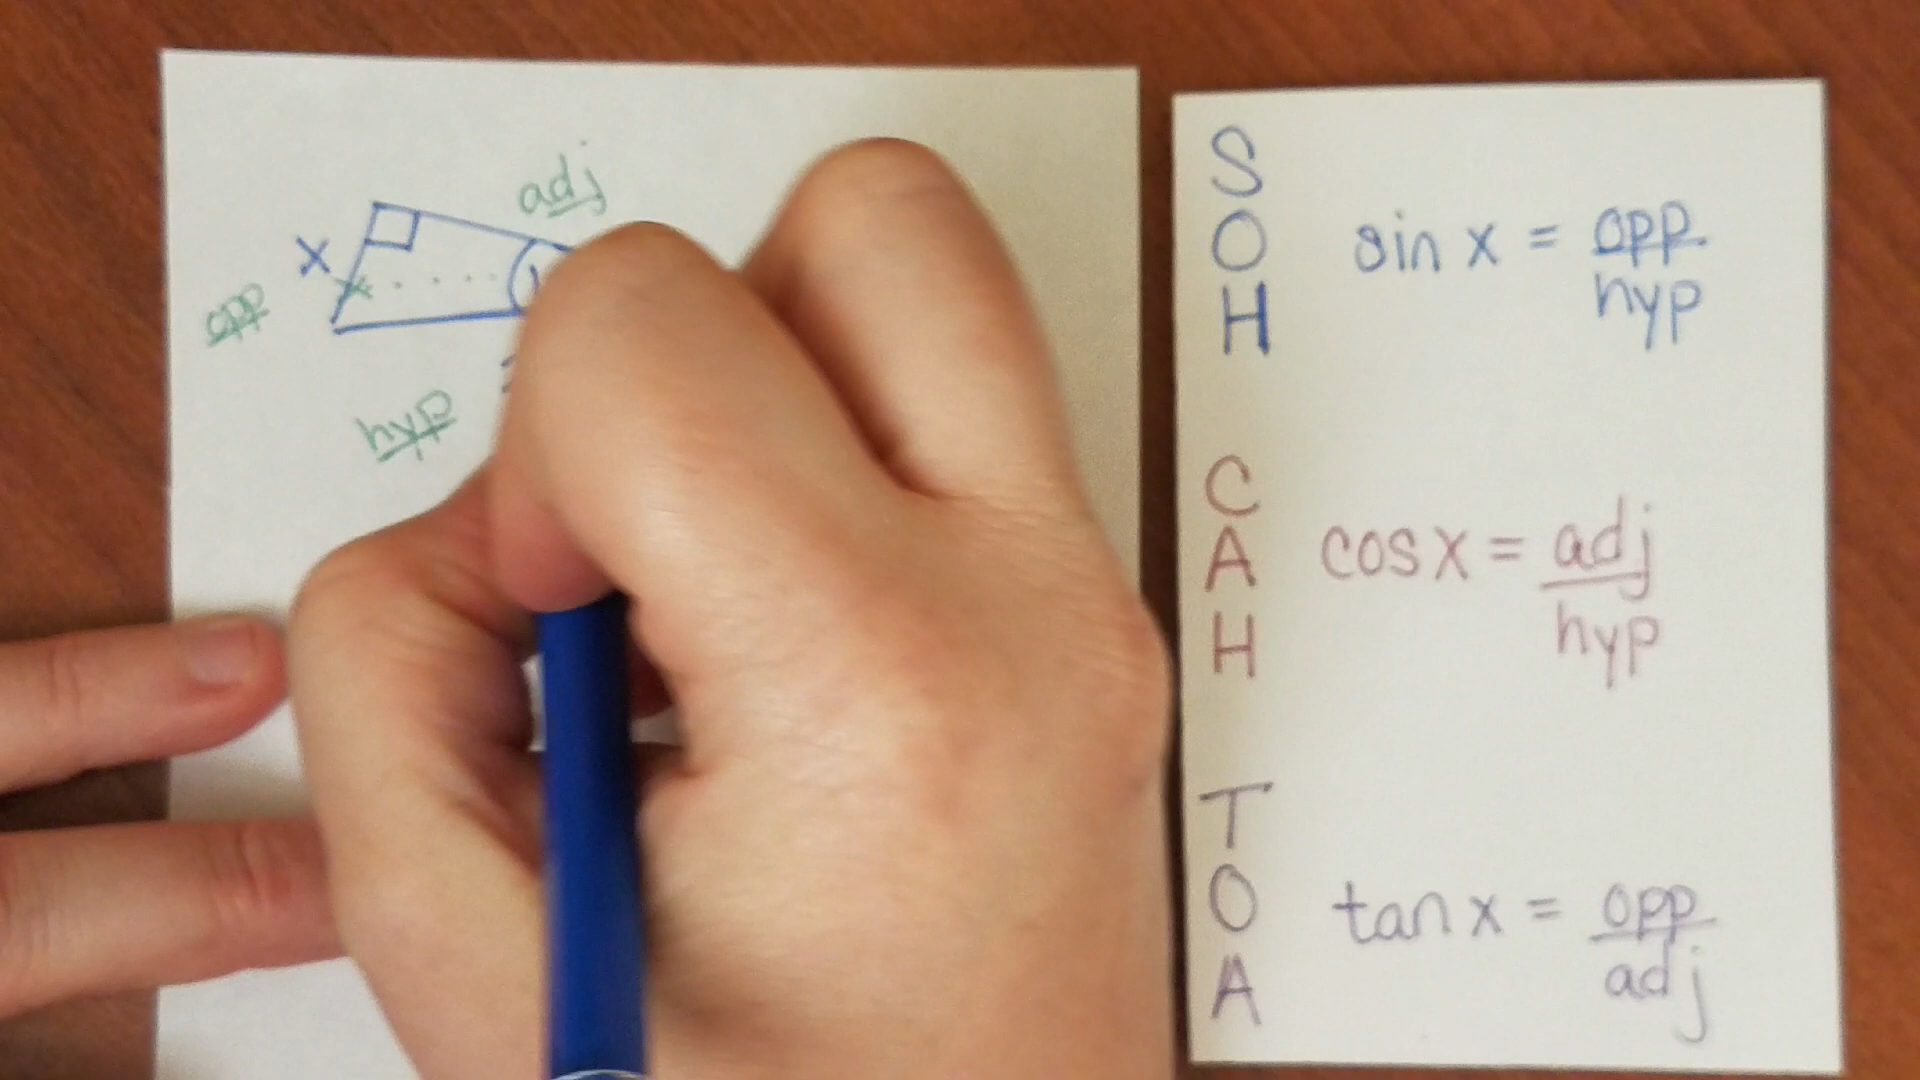 adj
x
opp
hyp
S
O
H
sin x = opp
hyp
C
A
H
cos x = adj
hyp
T
O
A
tan x = opp
adj